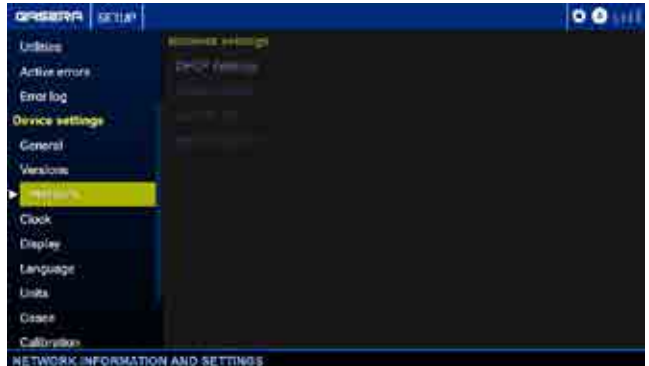 GASERA SETUP
Utilities
Active errors
Error log
Device settings
General
Versions
Network
Clock
Display
Language
Units
Gases
Calibration
Network settings
DHCP
NETWORK INFORMATION AND SETTINGS